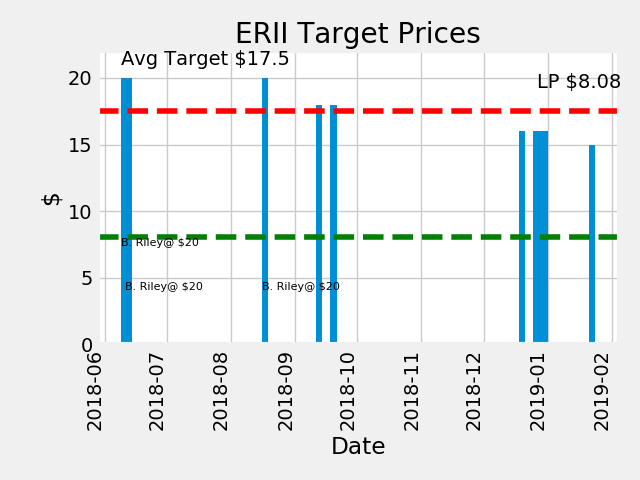 ERII Target Prices
Avg Target $17.5
LP $8.08
20
15
10
5
0
$
B. Riley@ $20
B. Riley@ $20
B. Riley@ $20
2018-06
2018-07
2018-08
2018-09
2018-10
2018-11
2018-12
2019-01
2019-02
Date